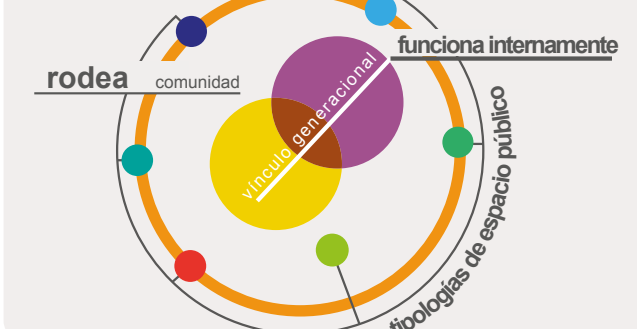 funciona internamente
rodea comunidad
vínculo generacional
tipologías de espacio público